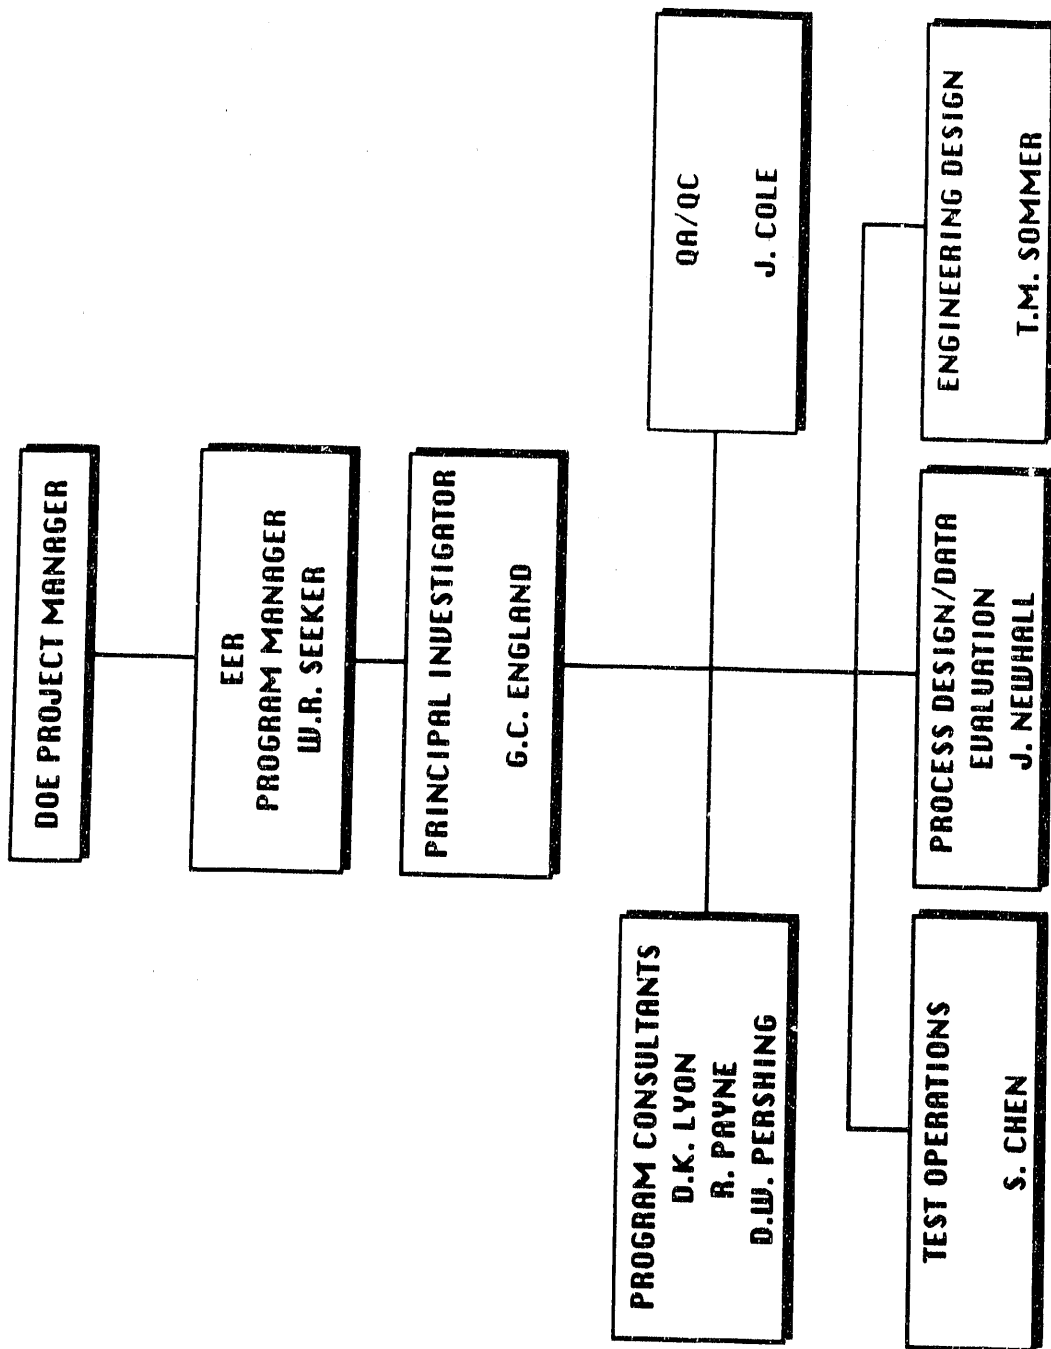 DOE PROJECT MANAGER
EER
PROGRAM MANAGER
W.R. SEEKER
PRINCIPAL INVESTIGATOR
G.C. ENGLAND
PROGRAM CONSULTANTS
D.K. LYON
R. PAYNE
D.W. PERSHING
QA/QC
J. COLE
TEST OPERATIONS
S. CHEN
PROCESS DESIGN/DATA
EVALUATION
J. NEWHALL
ENGINEERING DESIGN
T.M. SOMMER